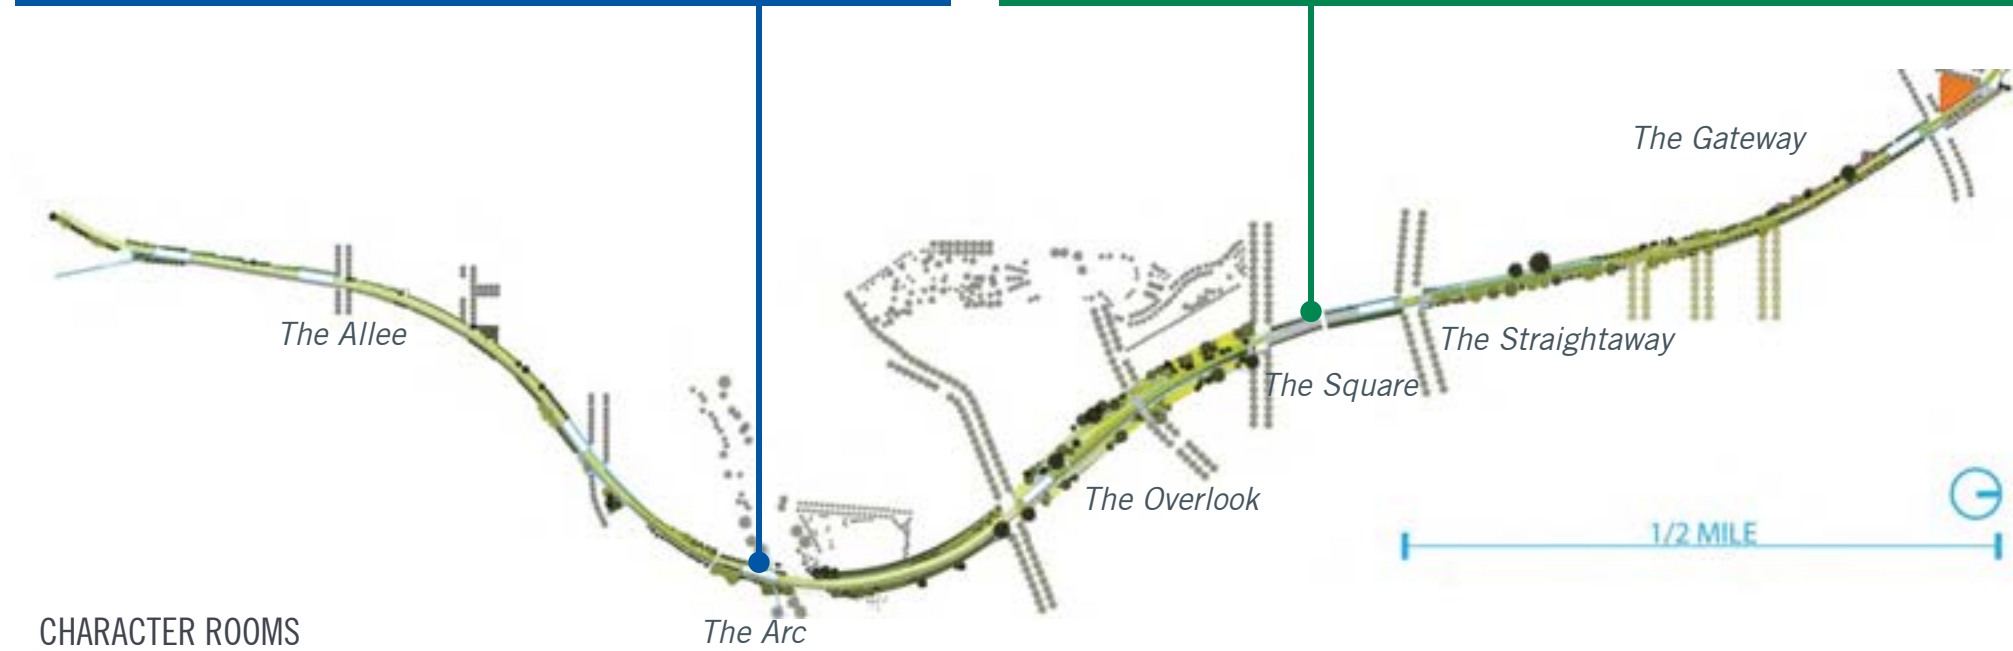 The Gateway
The Allee
The Straightaway
The Square
The Overlook
1/2 MILE
CHARACTER ROOMS
The Arc